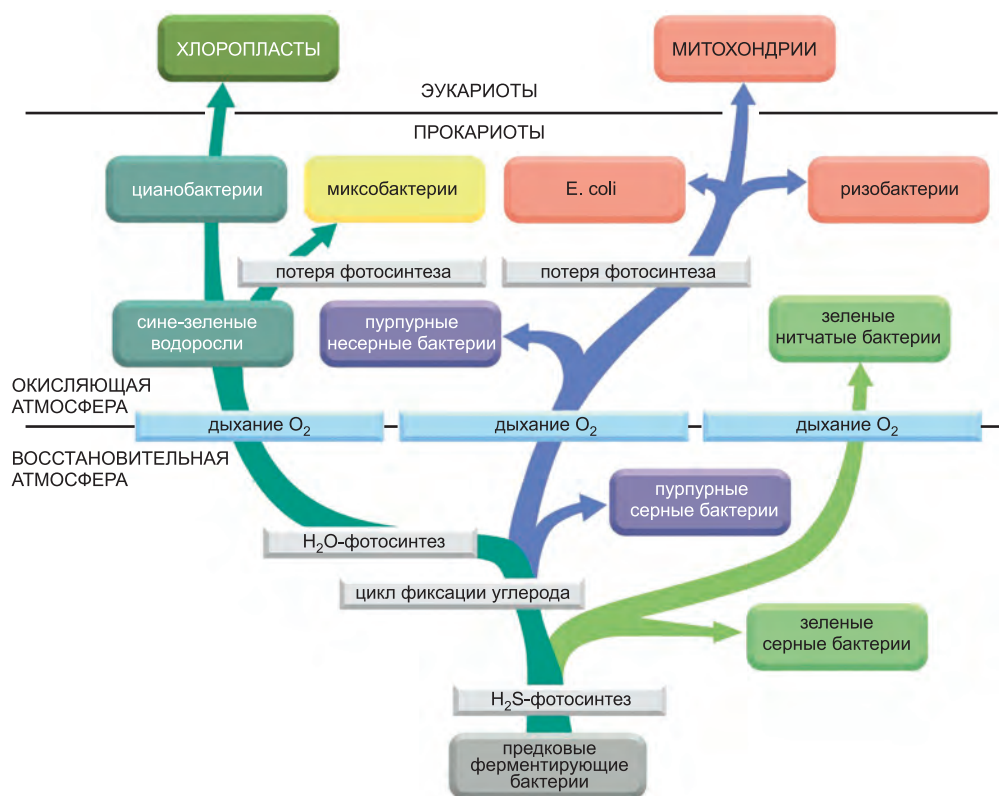 ХЛОРОПЛАСТЫ
МИТОХОНДРИИ
ЭУКАРИОТЫ
ПРОКАРИОТЫ
цианобактерии
миксобактерии
E. coli
ризобактерии
потеря фотосинтеза
потеря фотосинтеза
сине-зеленые
водоросли
пурпурные
несерные бактерии
зеленые
нитчатые бактерии
ОКИСЛЯЮЩАЯ
АТМОСФЕРА
дыхание O₂
дыхание O₂
дыхание O₂
ВОССТАНОВИТЕЛЬНАЯ
АТМОСФЕРА
пурпурные
серные бактерии
H₂O-фотосинтез
цикл фиксации углерода
зеленые
серные бактерии
H₂S-фотосинтез
предковые
ферментирующие
бактерии